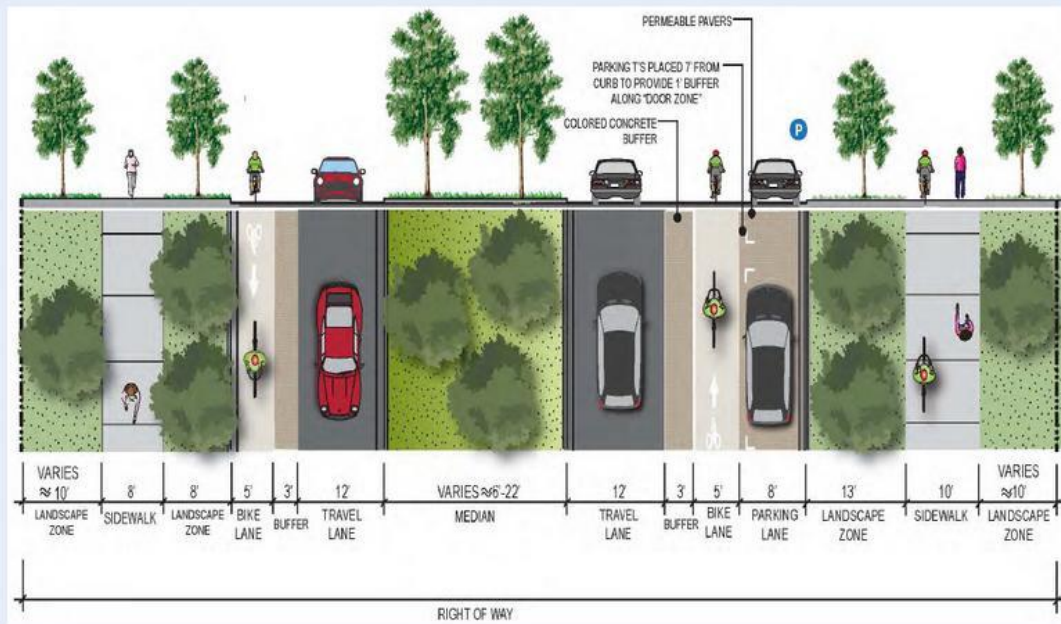 PERMEABLE PAVERS
PARKING T'S PLACED 7' FROM
CURB TO PROVIDE 1' BUFFER
ALONG "DOOR ZONE"
COLORED CONCRETE
BUFFER
P
VARIES
≈ 10'
8'
8'
5'
3'
12'
VARIES ≈6'-22'
12'
3'
5'
8'
13'
10'
VARIES
≈10'
LANDSCAPE
ZONE
SIDEWALK
LANDSCAPE
ZONE
BIKE
LANE
BUFFER
TRAVEL
LANE
MEDIAN
TRAVEL
LANE
BUFFER
BIKE
LANE
PARKING
LANE
LANDSCAPE
ZONE
SIDEWALK
LANDSCAPE
ZONE
RIGHT OF WAY